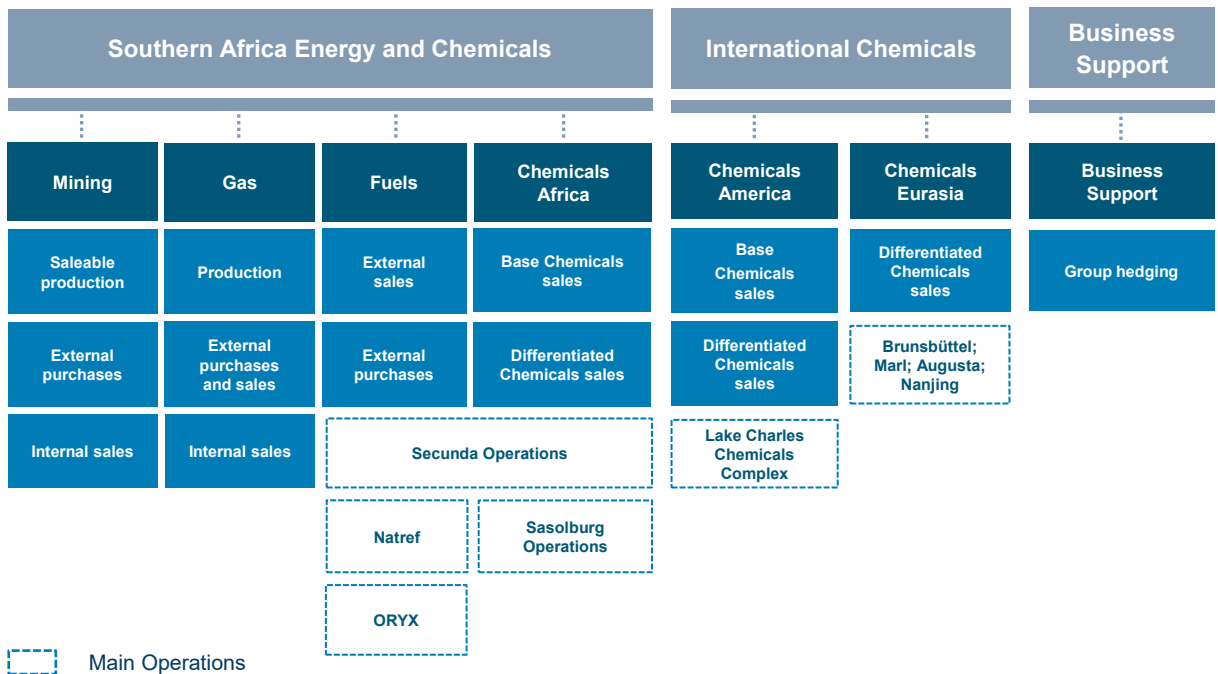 Southern Africa Energy and Chemicals
International Chemicals
Business
Support
Mining
Gas
Fuels
Chemicals
Africa
Chemicals
America
Chemicals
Eurasia
Business
Support
Saleable
production
Production
External
sales
Base Chemicals
sales
Base
Chemicals
sales
Differentiated
Chemicals
sales
Group hedging
External
purchases
External
purchases
and sales
External
purchases
Differentiated
Chemicals sales
Differentiated
Chemicals
sales
Brunsbüttel;
Marl; Augusta;
Nanjing
Internal sales
Internal sales
Secunda Operations
Lake Charles
Chemicals
Complex
Natref
Sasolburg
Operations
ORYX
Main Operations